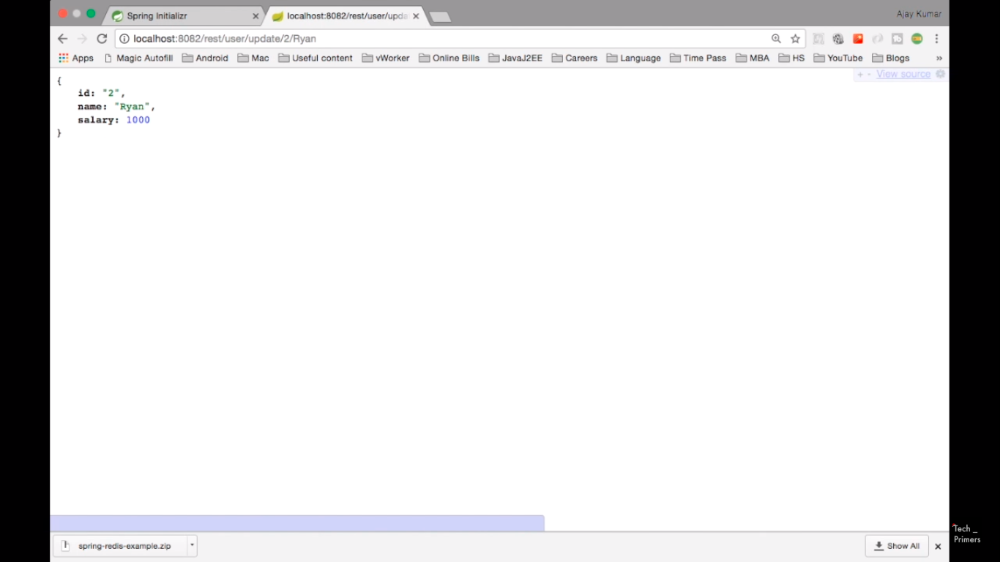 Spring Initializr
localhost:8082/rest/user/upda
Ajay Kumar
localhost:8082/rest/user/update/2/Ryan
Apps Magic Autofill Android Mac Useful content vWorker Online Bills JavaJ2EE Careers Language Time Pass MBA HS YouTube Blogs »
+ - View source
{
id: "2",
name: "Ryan",
salary: 1000
}
spring-redis-example.zip
Show All
Tech _
Primers